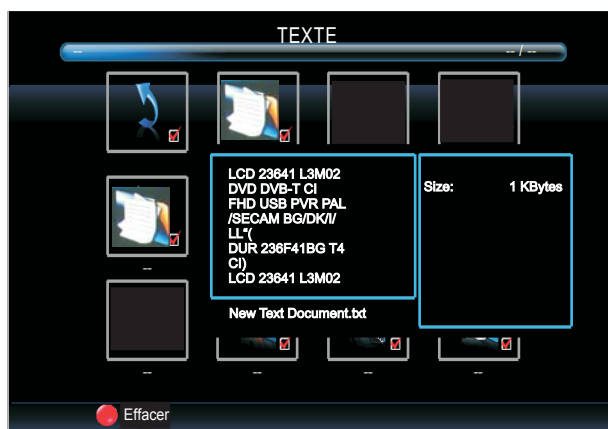 TEXTE
-- -- / --
LCD 23641 L3M02
DVD DVB-T CI
FHD USB PVR PAL
/SECAM BG/DK/I/
LL"(
DUR 236F41BG T4
CI)
LCD 23641 L3M02
Size: 1 KBytes
New Text Document.txt
--
-- -- -- --
Effacer